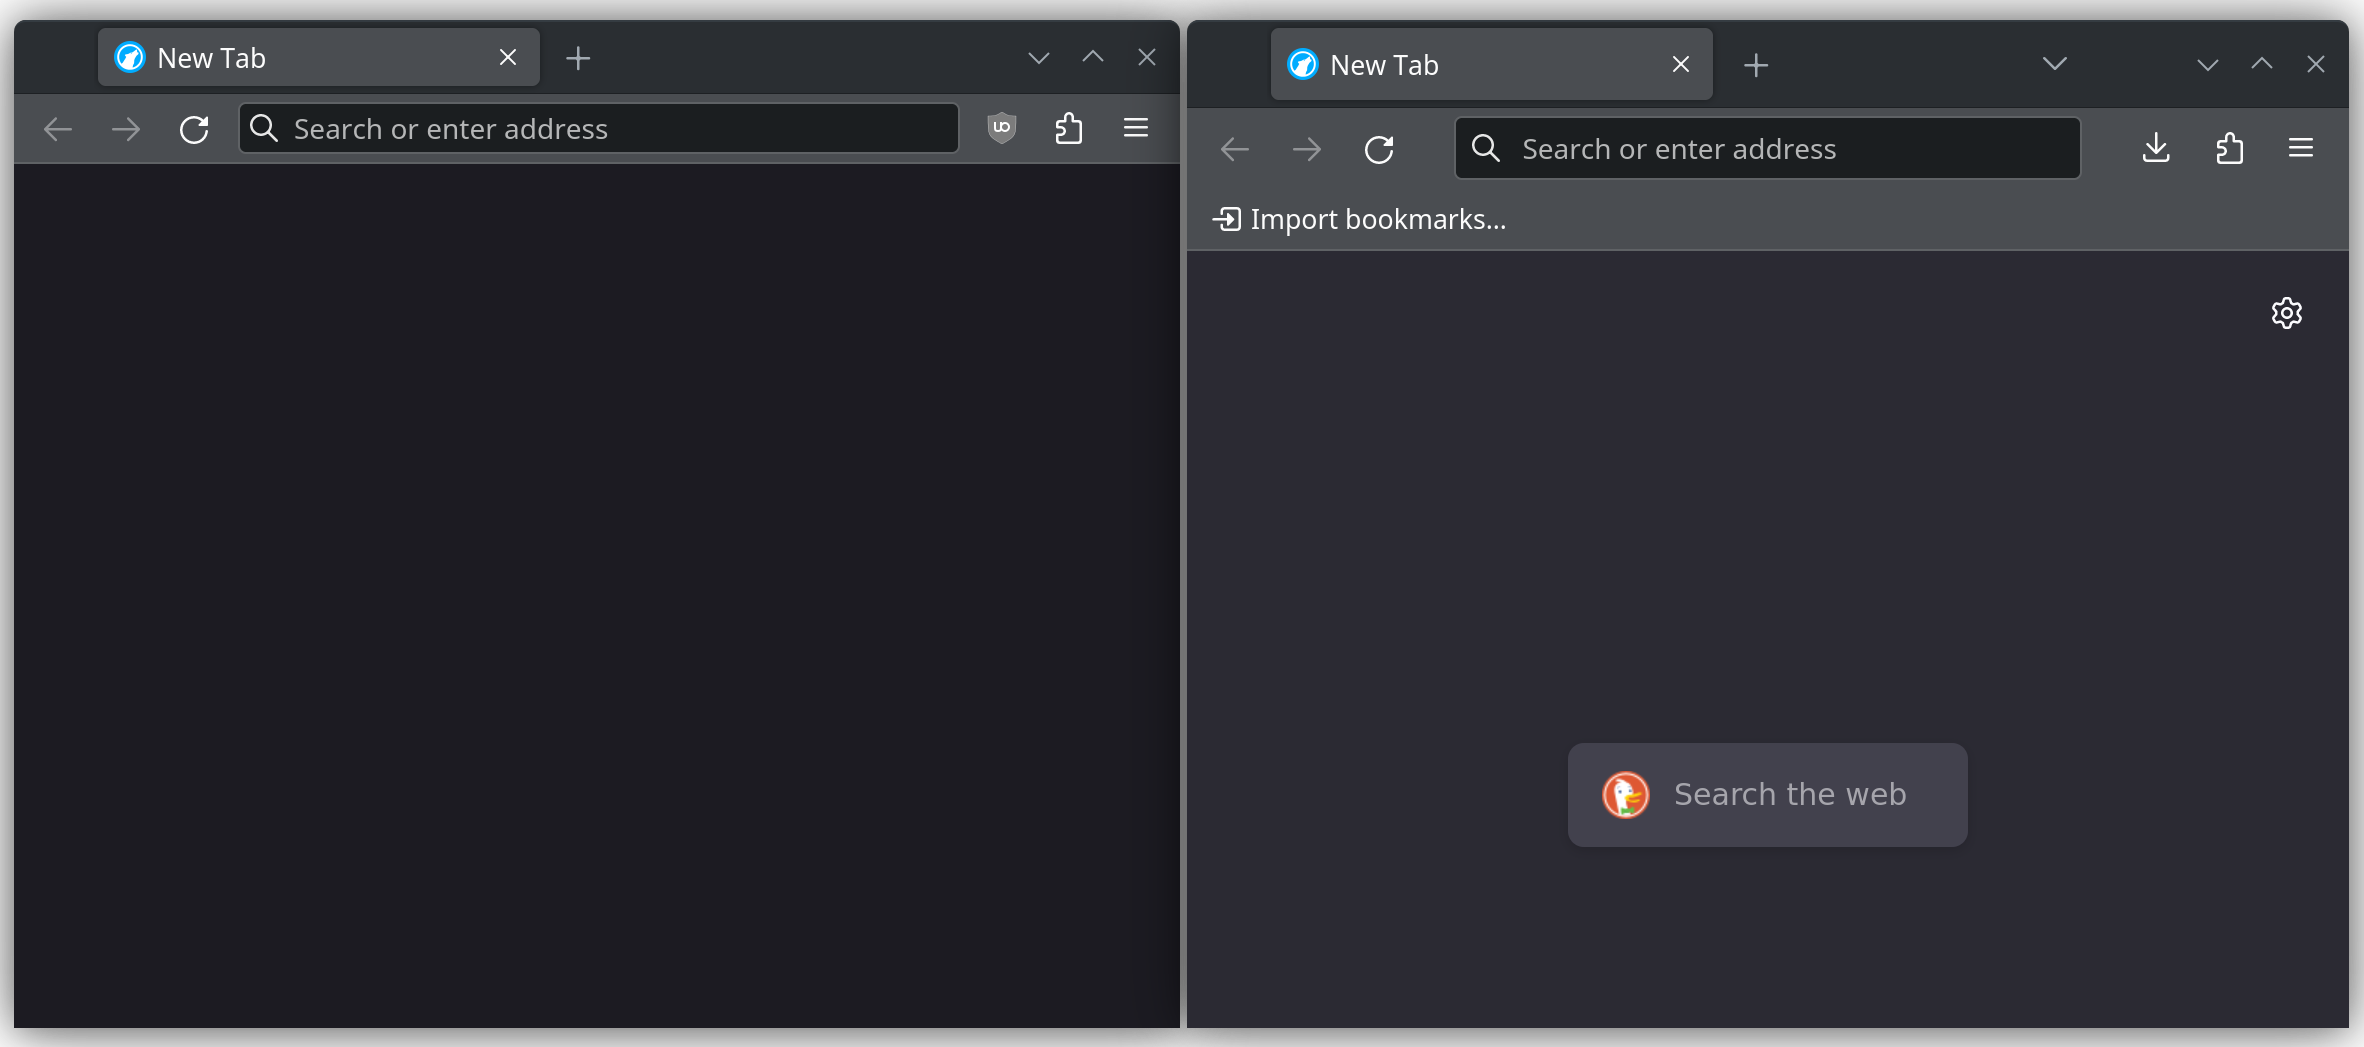 New Tab
Search or enter address
New Tab
Search or enter address
Import bookmarks...
Search the web